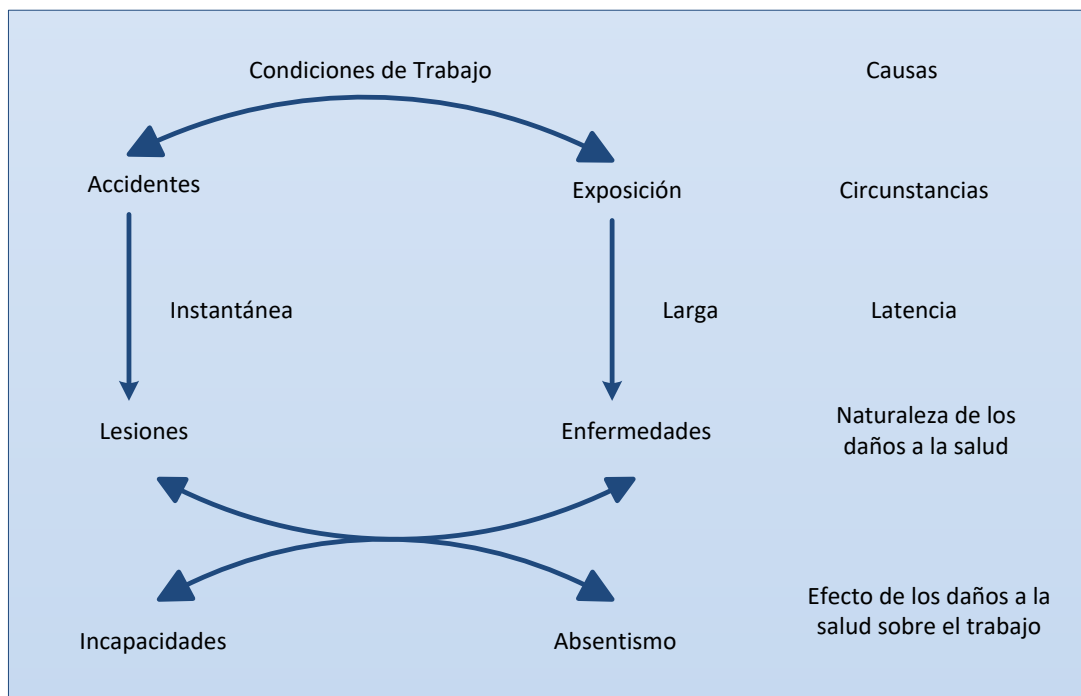 Condiciones de Trabajo
Causas
Accidentes
Exposición
Circunstancias
Instantánea
Larga
Latencia
Lesiones
Enfermedades
Naturaleza de los
daños a la salud
Incapacidades
Absentismo
Efecto de los daños a la
salud sobre el trabajo